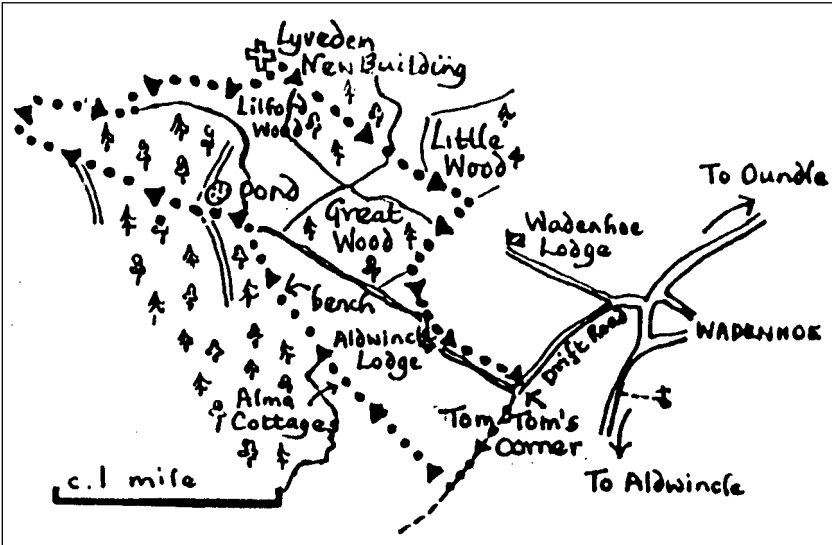 Lyveden
New Building
Lilford
Wood
Little
Wood
To Oundle
Pond
Great
Wood
Wadenhoe
Lodge
bench
WADENHOE
Drift Road
Aldwincle
Lodge
Alma
Cottages
Tom Tom's
Corner
c.1 mile
To Aldwincle